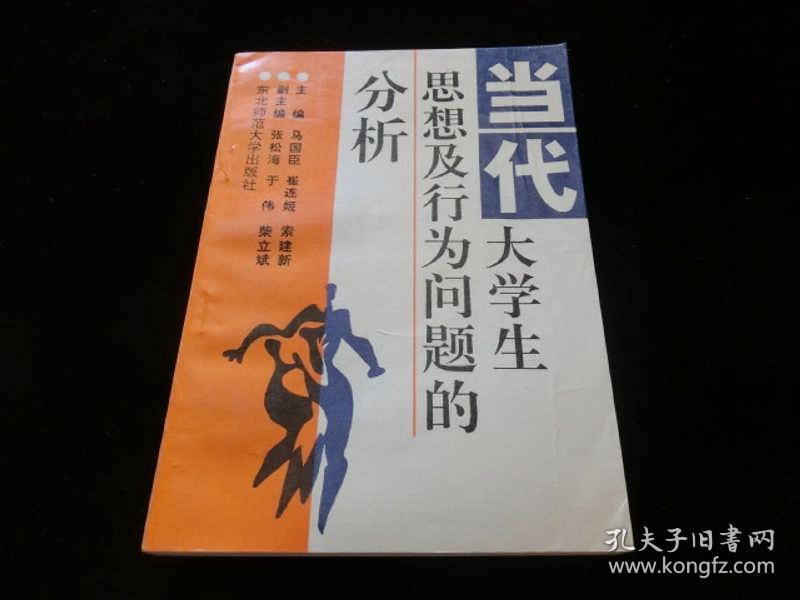 当代大学生
思想及行为问题的
分析
主编 马国臣 崔连姬 索建新
副主编 张松海 于伟 柴立斌
东北师范大学出版社
孔夫子旧书网
www.kongfz.com